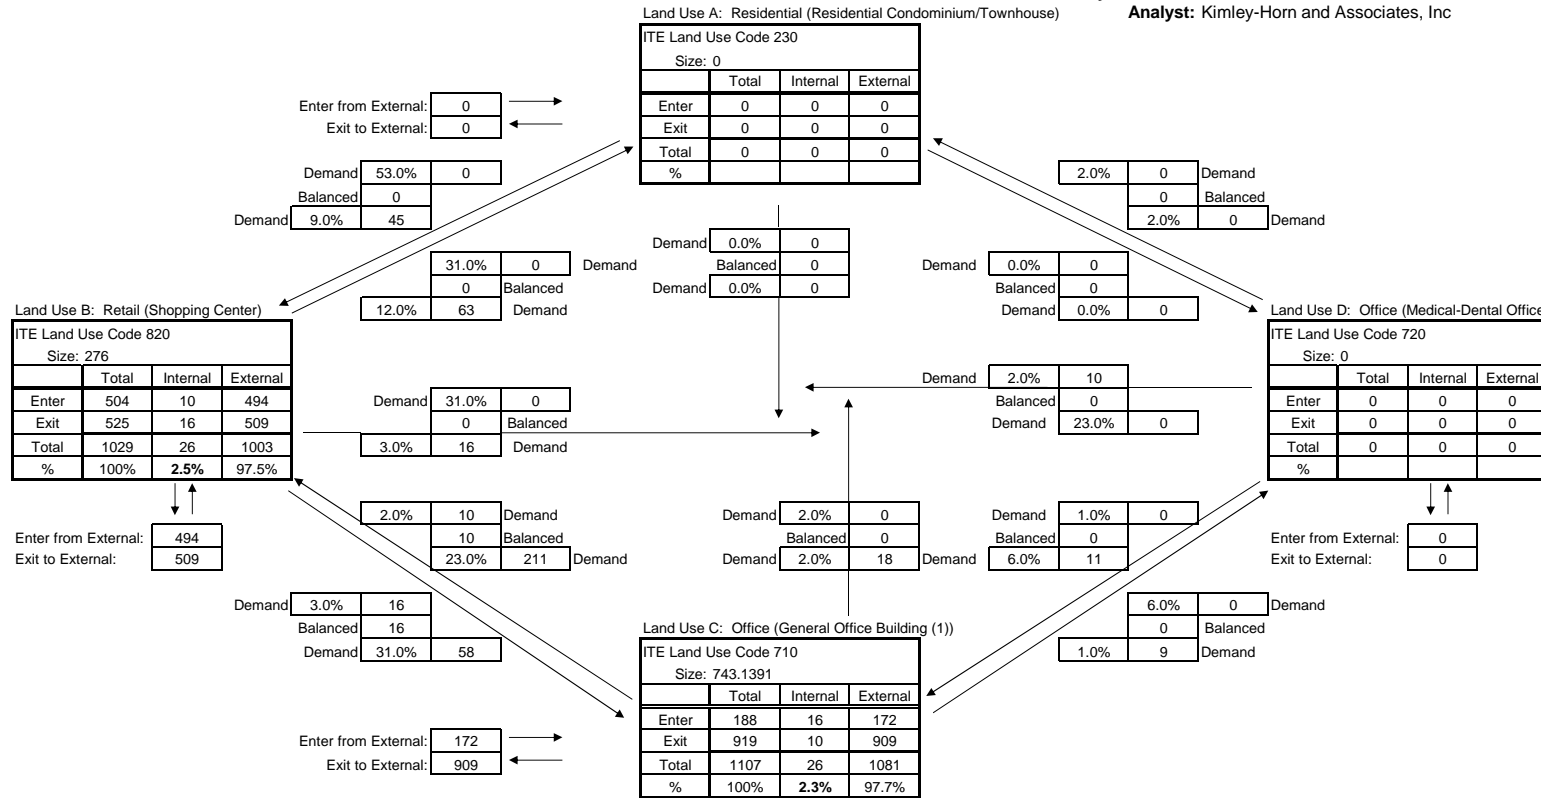 Land Use A: Residential (Residential Condominium/Townhouse)
Analyst: Kimley-Horn and Associates, Inc
ITE Land Use Code 230
Size: 0
Total Internal External
Enter 0 0 0
Exit 0 0 0
Total 0 0 0
%
Enter from External: 0
Exit to External: 0
Demand 53.0% 0
Balanced 0
Demand 9.0% 45
2.0% 0 Demand
0 Balanced
2.0% 0 Demand
Demand 0.0% 0
Balanced 0
Demand 0.0% 0
31.0% 0 Demand
0 Balanced
12.0% 63 Demand
Demand 0.0% 0
Balanced 0
Demand 0.0% 0
Land Use B: Retail (Shopping Center)
ITE Land Use Code 820
Size: 276
Total Internal External
Enter 504 10 494
Exit 525 16 509
Total 1029 26 1003
% 100% 2.5% 97.5%
Land Use D: Office (Medical-Dental Office
ITE Land Use Code 720
Size: 0
Total Internal External
Enter 0 0 0
Exit 0 0 0
Total 0 0 0
%
Demand 31.0% 0
0 Balanced
3.0% 16 Demand
Demand 2.0% 10
Balanced 0
Demand 23.0% 0
Enter from External: 494
Exit to External: 509
2.0% 10 Demand
10 Balanced
23.0% 211 Demand
Demand 2.0% 0
Balanced 0
Demand 2.0% 18
Demand 1.0% 0
Balanced 0
Demand 6.0% 11
Enter from External: 0
Exit to External: 0
Demand 3.0% 16
Balanced 16
Demand 31.0% 58
6.0% 0 Demand
0 Balanced
1.0% 9 Demand
Land Use C: Office (General Office Building (1))
ITE Land Use Code 710
Size: 743.1391
Total Internal External
Enter 188 16 172
Exit 919 10 909
Total 1107 26 1081
% 100% 2.3% 97.7%
Enter from External: 172
Exit to External: 909